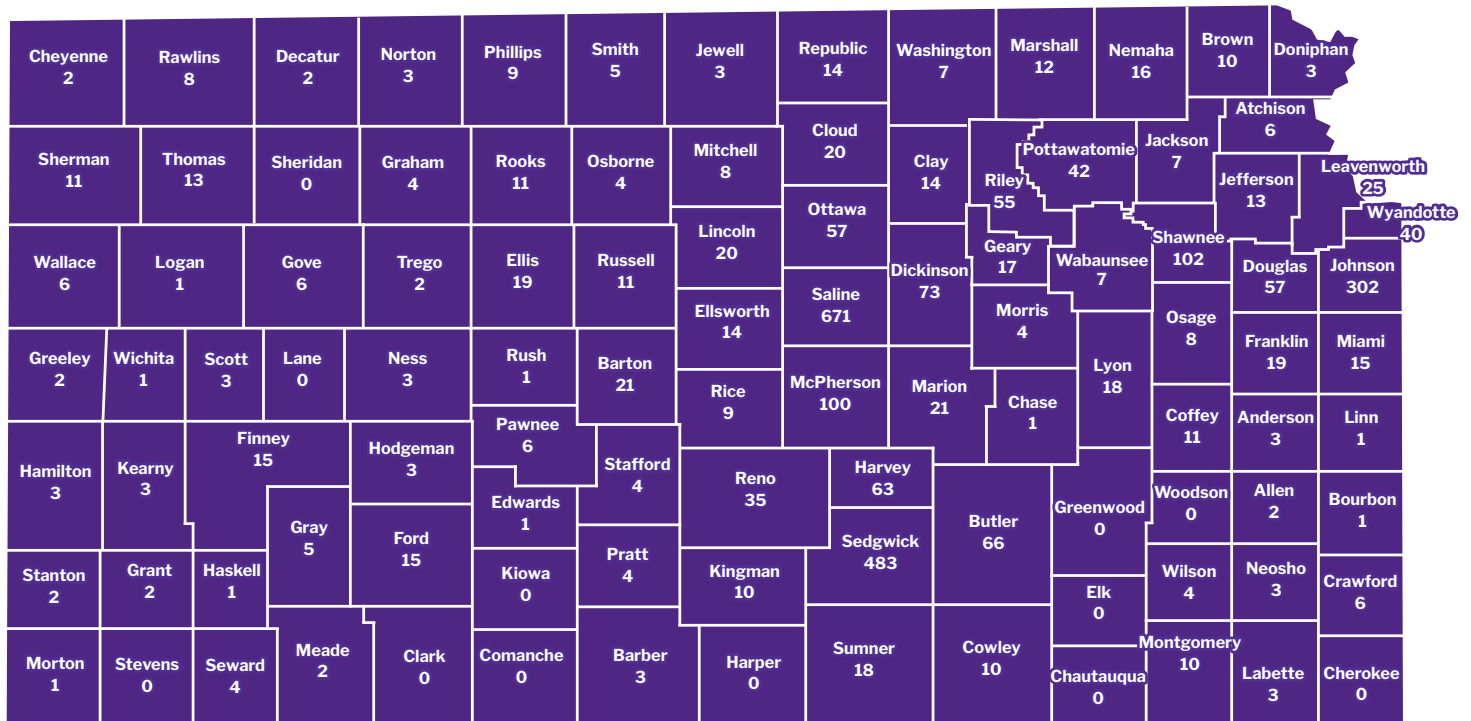 Cheyenne
2
Rawlins
8
Decatur
2
Norton
3
Phillips
9
Smith
5
Jewell
3
Republic
14
Washington
7
Marshall
12
Nemaha
16
Brown
10
Doniphan
3
Atchison
6
Sherman
11
Thomas
13
Sheridan
0
Graham
4
Rooks
11
Osborne
4
Mitchell
8
Cloud
20
Clay
14
Riley
55
Pottawatomie
42
Jackson
7
Jefferson
13
Leavenworth
25
Wyandotte
40
Wallace
6
Logan
1
Gove
6
Trego
2
Ellis
19
Russell
11
Lincoln
20
Ottawa
57
Dickinson
73
Geary
17
Wabaunsee
7
Shawnee
102
Douglas
57
Johnson
302
Ellsworth
14
Saline
671
Morris
4
Osage
8
Franklin
19
Miami
15
Greeley
2
Wichita
1
Scott
3
Lane
0
Ness
3
Rush
1
Barton
21
Rice
9
McPherson
100
Marion
21
Chase
1
Lyon
18
Coffey
11
Anderson
3
Linn
1
Hamilton
3
Kearny
3
Finney
15
Hodgeman
3
Pawnee
6
Stafford
4
Reno
35
Harvey
63
Butler
66
Greenwood
0
Woodson
0
Allen
2
Bourbon
1
Gray
5
Ford
15
Edwards
1
Sedgwick
483
Stanton
2
Grant
2
Haskell
1
Kiowa
0
Pratt
4
Kingman
10
Elk
0
Wilson
4
Neosho
3
Crawford
6
Morton
1
Stevens
0
Seward
4
Meade
2
Clark
0
Comanche
0
Barber
3
Harper
0
Sumner
18
Cowley
10
Chautauqua
0
Montgomery
10
Labette
3
Cherokee
0